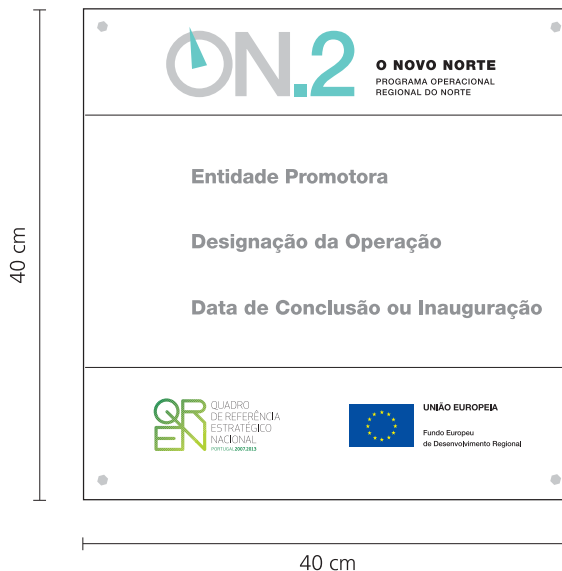 ON.2
O NOVO NORTE
PROGRAMA OPERACIONAL
REGIONAL DO NORTE
Entidade Promotora
Designação da Operação
Data de Conclusão ou Inauguração
40 cm
QREN
QUADRO
DE REFERÊNCIA
ESTRATÉGICO
NACIONAL
PORTUGAL 2007.2013
UNIÃO EUROPEIA
Fundo Europeu
de Desenvolvimento Regional
40 cm